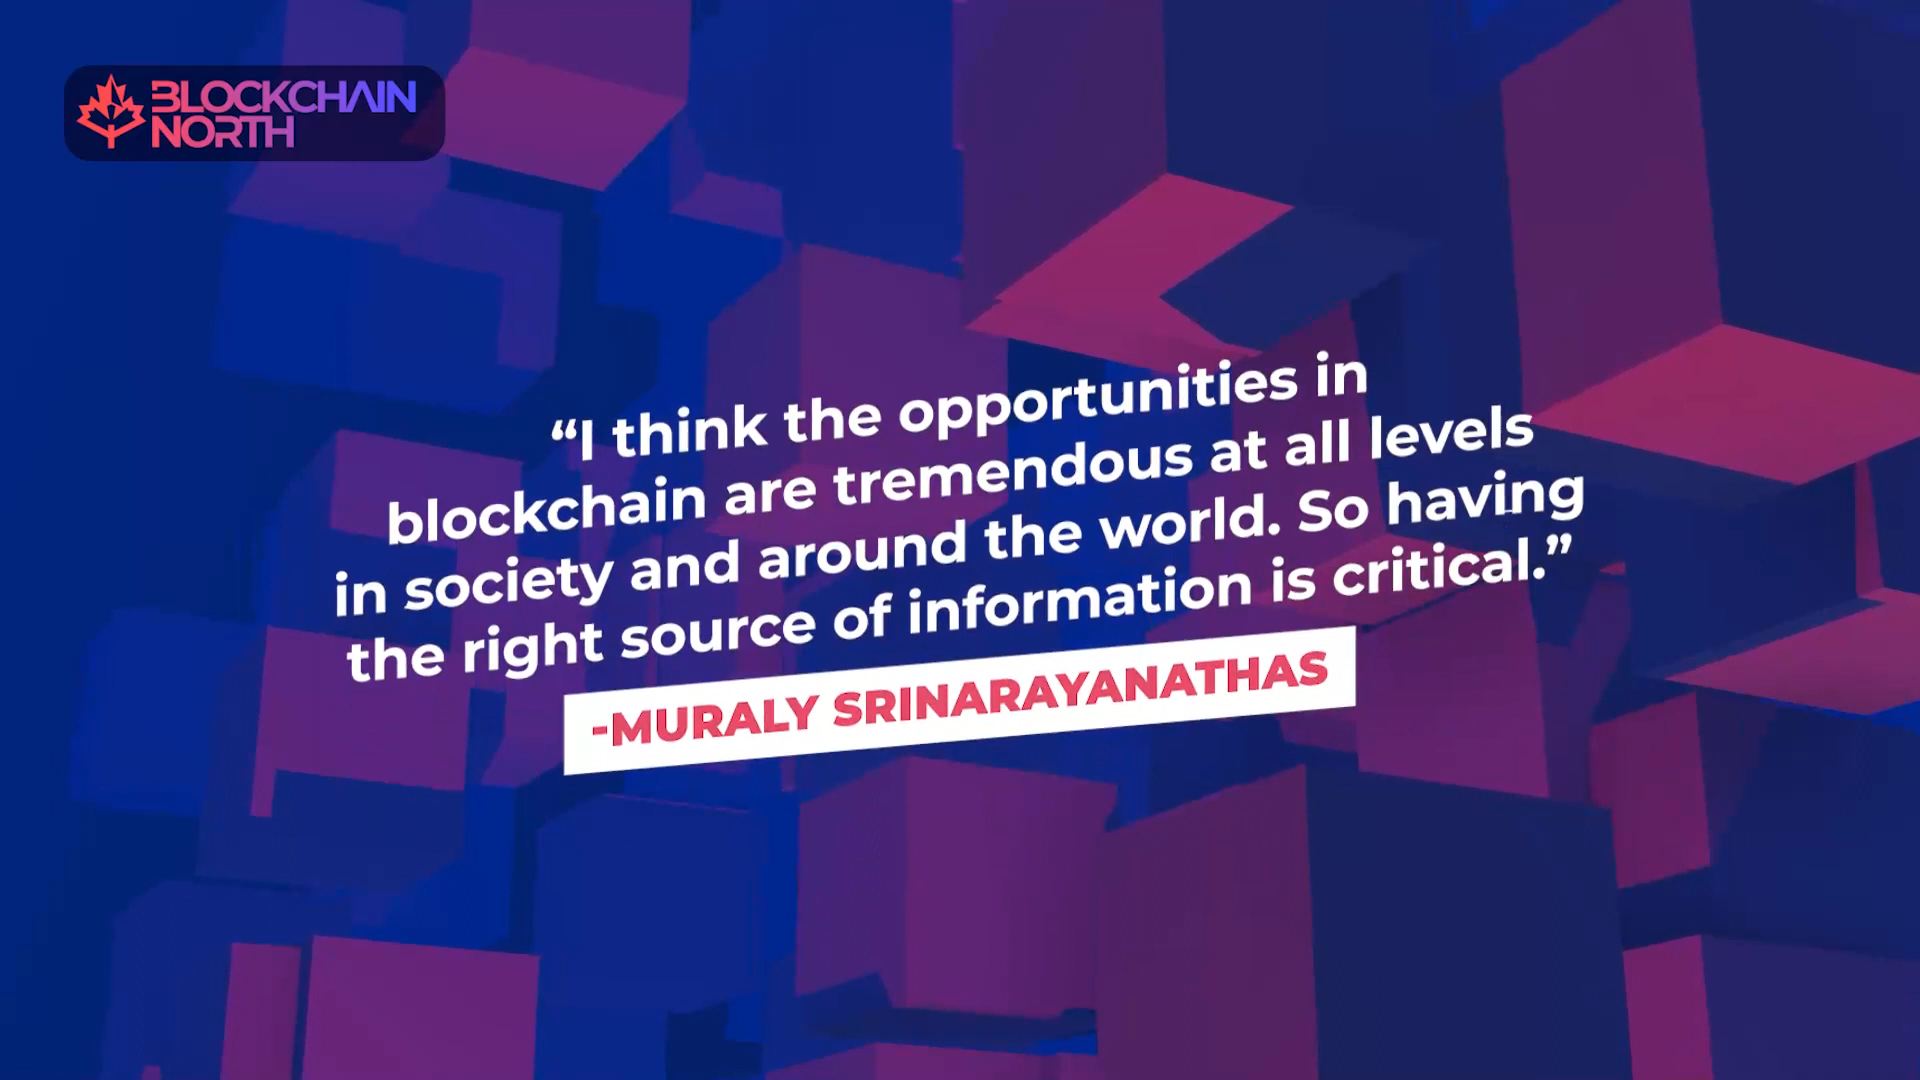 BLOCKCHAIN
NORTH
“I think the opportunities in
blockchain are tremendous at all levels
in society and around the world. So having
the right source of information is critical.”
-MURALY SRINARAYANATHAS